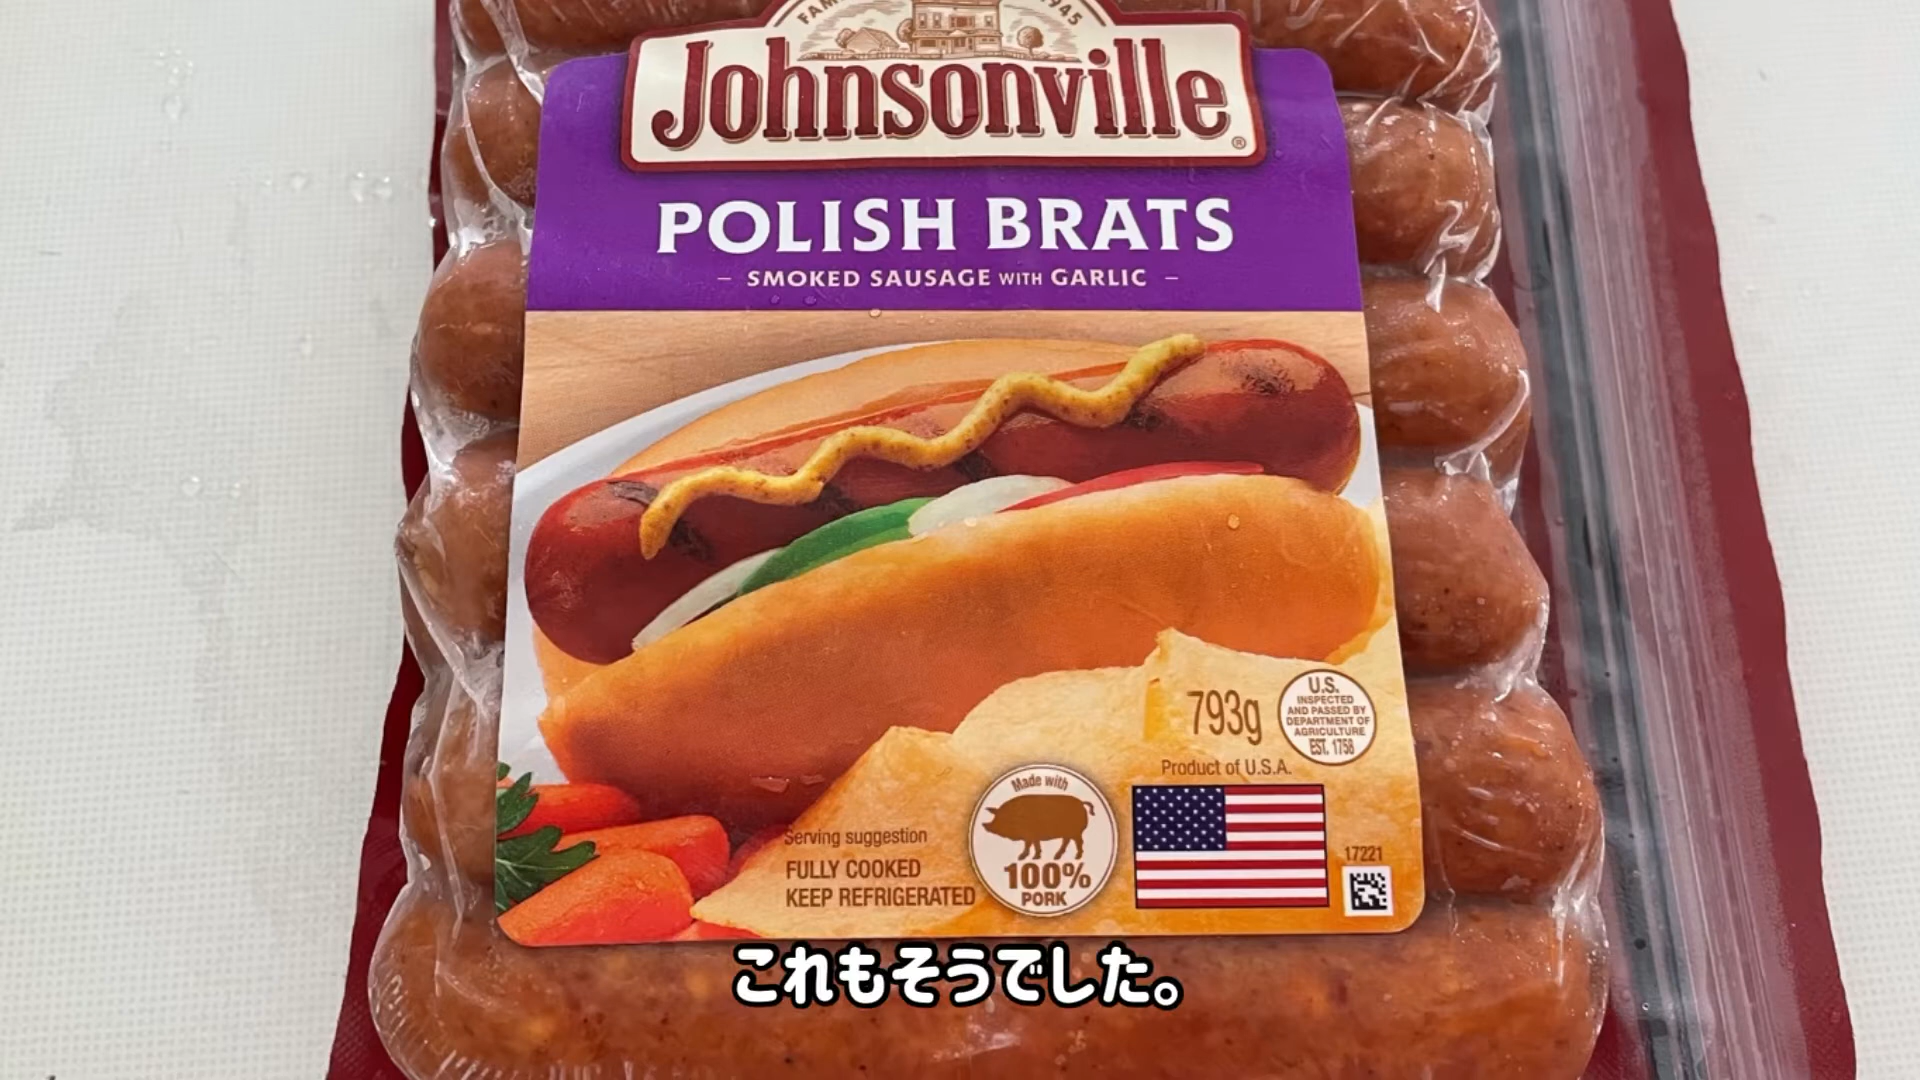 1945
Johnsonville
®
POLISH BRATS
– SMOKED SAUSAGE WITH GARLIC –
793g
U.S.
INSPECTED
AND PASSED BY
DEPARTMENT OF
AGRICULTURE
EST. 1758
Product of U.S.A.
Made with
100%
PORK
Serving suggestion
FULLY COOKED
KEEP REFRIGERATED
17221
これもそうでした。